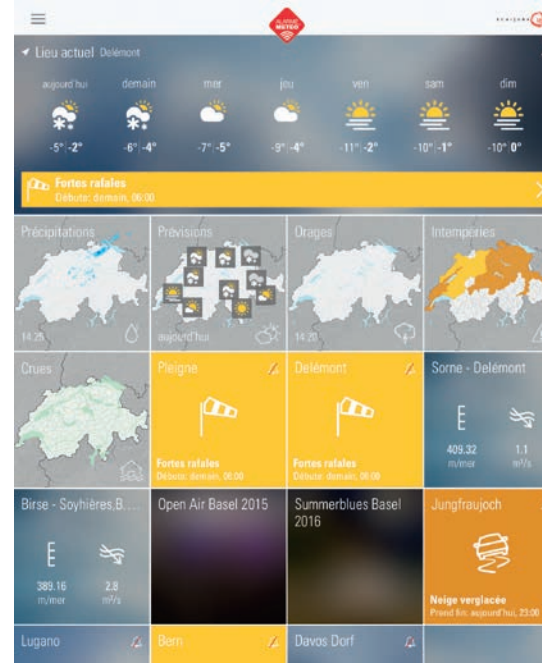 ALARME
METEO
Lieu actuel Delémont
aujourd'hui demain mer jeu ven sam dim
-5° -2° -6° -4° -7° -5° -9° -4° -11° -2° -10° -1° -10° 0°
Fortes rafales
Débute: demain, 06:00
Précipitations Prévisions Orages Intempéries
14:25 aujourd'hui 14:20
Crues Pleigne Delémont Sorne - Delémont
409.32 1.1
m/mer m³/s
Fortes rafales Fortes rafales
Débute: demain, 06:00 Débute: demain, 06:00
Birse - Soyhières,B..... Open Air Basel 2015 Summerblues Basel Jungfraujoch
2016
389.16 2.8
m/mer m³/s
Neige verglacée
Prend fin: aujourd'hui, 23:00
Lugano Bern Davos Dorf